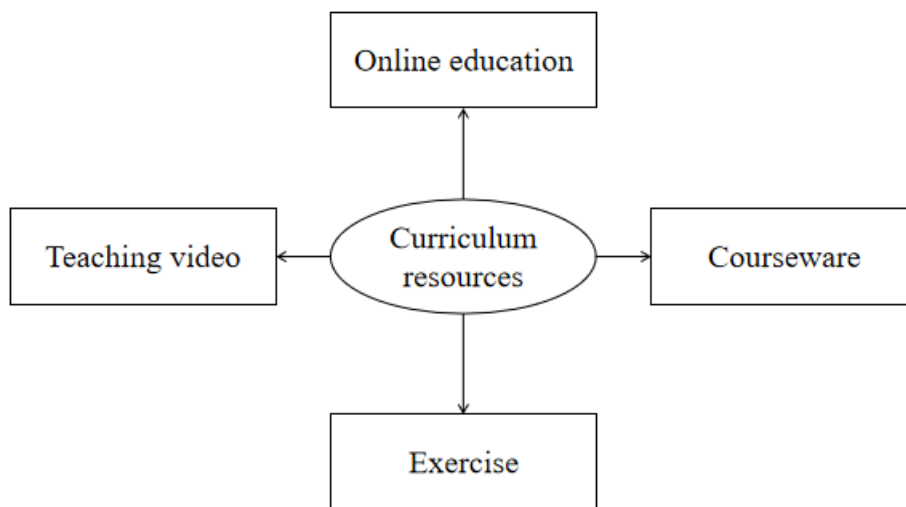 Online education
Teaching video
Curriculum
resources
Courseware
Exercise